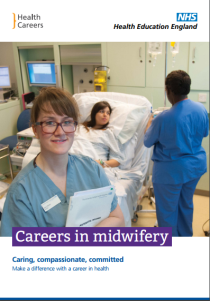 Health
Careers
NHS
Health Education England
Careers in midwifery
Caring, compassionate, committed
Make a difference with a career in health